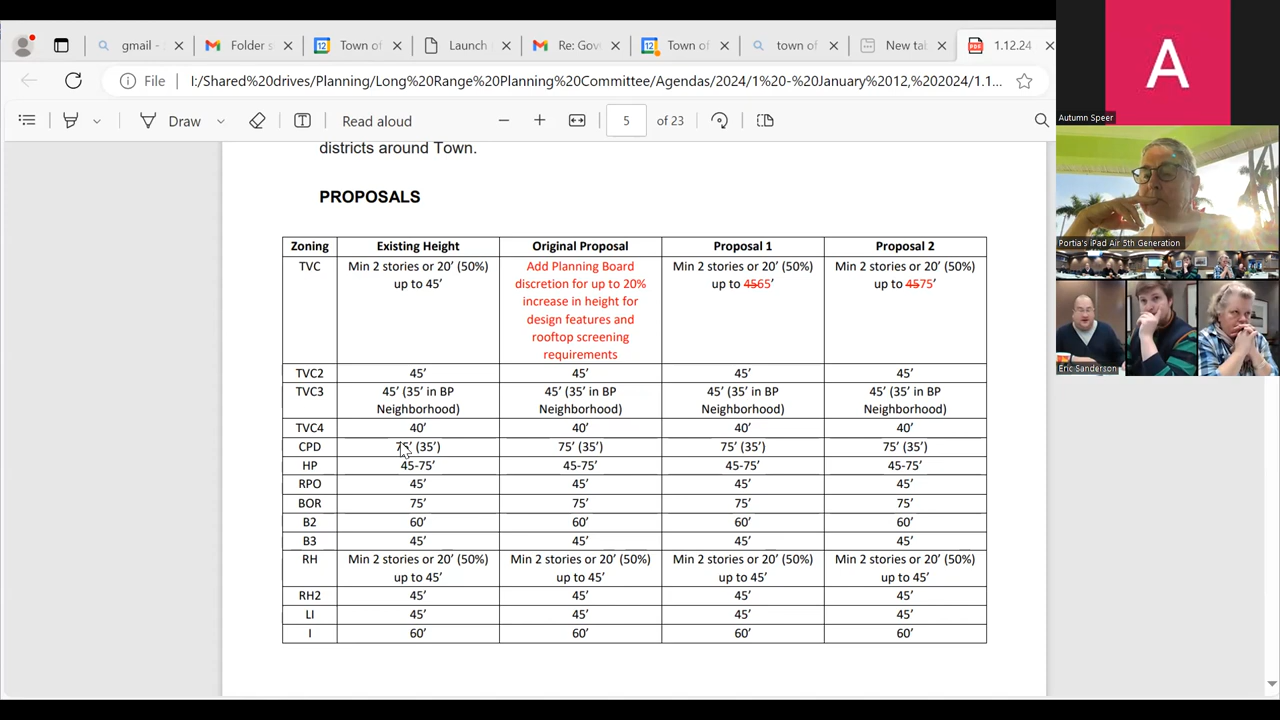 gmail -
Folder s
Town of
Launch
Re: Gov
Town of
town of
New tab
1.12.24
File
I:/Shared%20drives/Planning/Long%20Range%20Planning%20Committee/Agendas/2024/1%20-%20January%2012,%202024/1.1...
Draw
Read aloud
5
of 23
districts around Town.
PROPOSALS
Zoning Existing Height Original Proposal Proposal 1 Proposal 2
TVC Min 2 stories or 20’ (50%) Add Planning Board Min 2 stories or 20’ (50%) Min 2 stories or 20’ (50%)
up to 45’ discretion for up to 20% up to 4565’ up to 4575’
increase in height for
design features and
rooftop screening
requirements
TVC2 45’ 45’ 45’ 45’
TVC3 45’ (35’ in BP 45’ (35’ in BP 45’ (35’ in BP 45’ (35’ in BP
Neighborhood) Neighborhood) Neighborhood) Neighborhood)
TVC4 40’ 40’ 40’ 40’
CPD 75’ (35’) 75’ (35’) 75’ (35’) 75’ (35’)
HP 45-75’ 45-75’ 45-75’ 45-75’
RPO 45’ 45’ 45’ 45’
BOR 75’ 75’ 75’ 75’
B2 60’ 60’ 60’ 60’
B3 45’ 45’ 45’ 45’
RH Min 2 stories or 20’ (50%) Min 2 stories or 20’ (50%) Min 2 stories or 20’ (50%) Min 2 stories or 20’ (50%)
up to 45’ up to 45’ up to 45’ up to 45’
RH2 45’ 45’ 45’ 45’
LI 45’ 45’ 45’ 45’
I 60’ 60’ 60’ 60’
A
Autumn Speer
Portia's iPad Air 5th Generation
Eric Sanderson